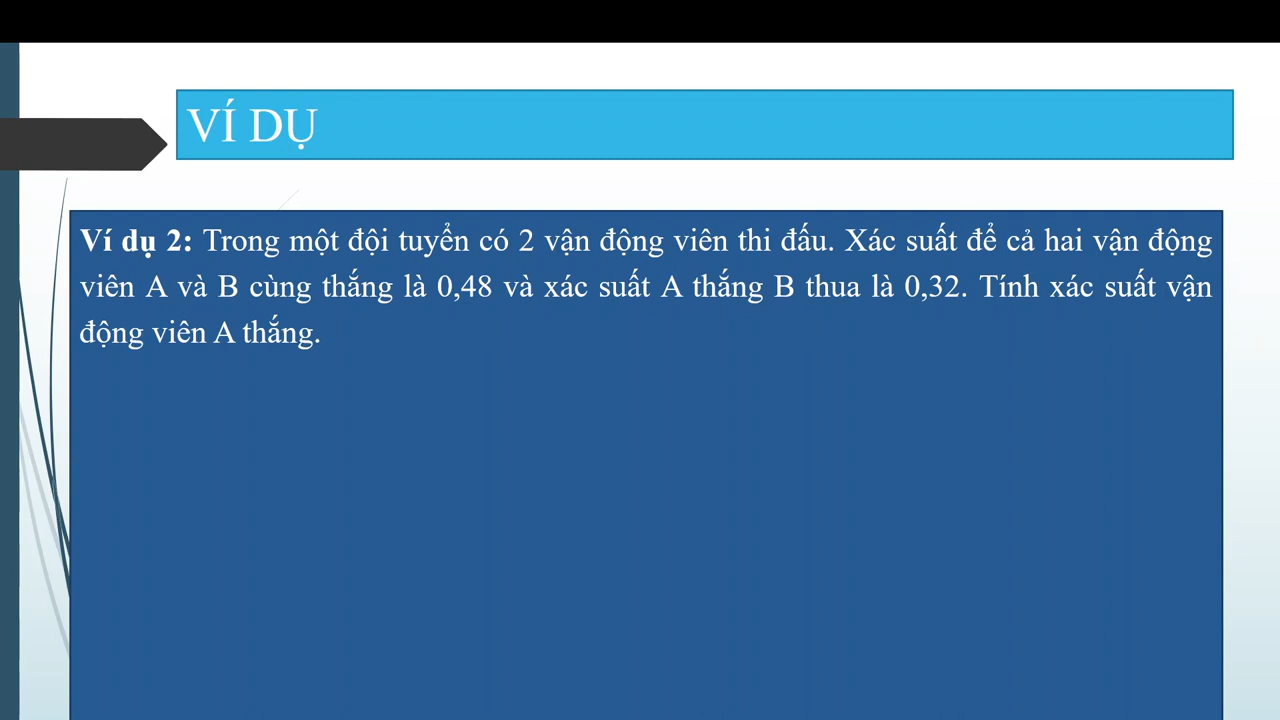 VÍ DỤ
Ví dụ 2: Trong một đội tuyển có 2 vận động viên thi đấu. Xác suất để cả hai vận động
viên A và B cùng thắng là 0,48 và xác suất A thắng B thua là 0,32. Tính xác suất vận
động viên A thắng.